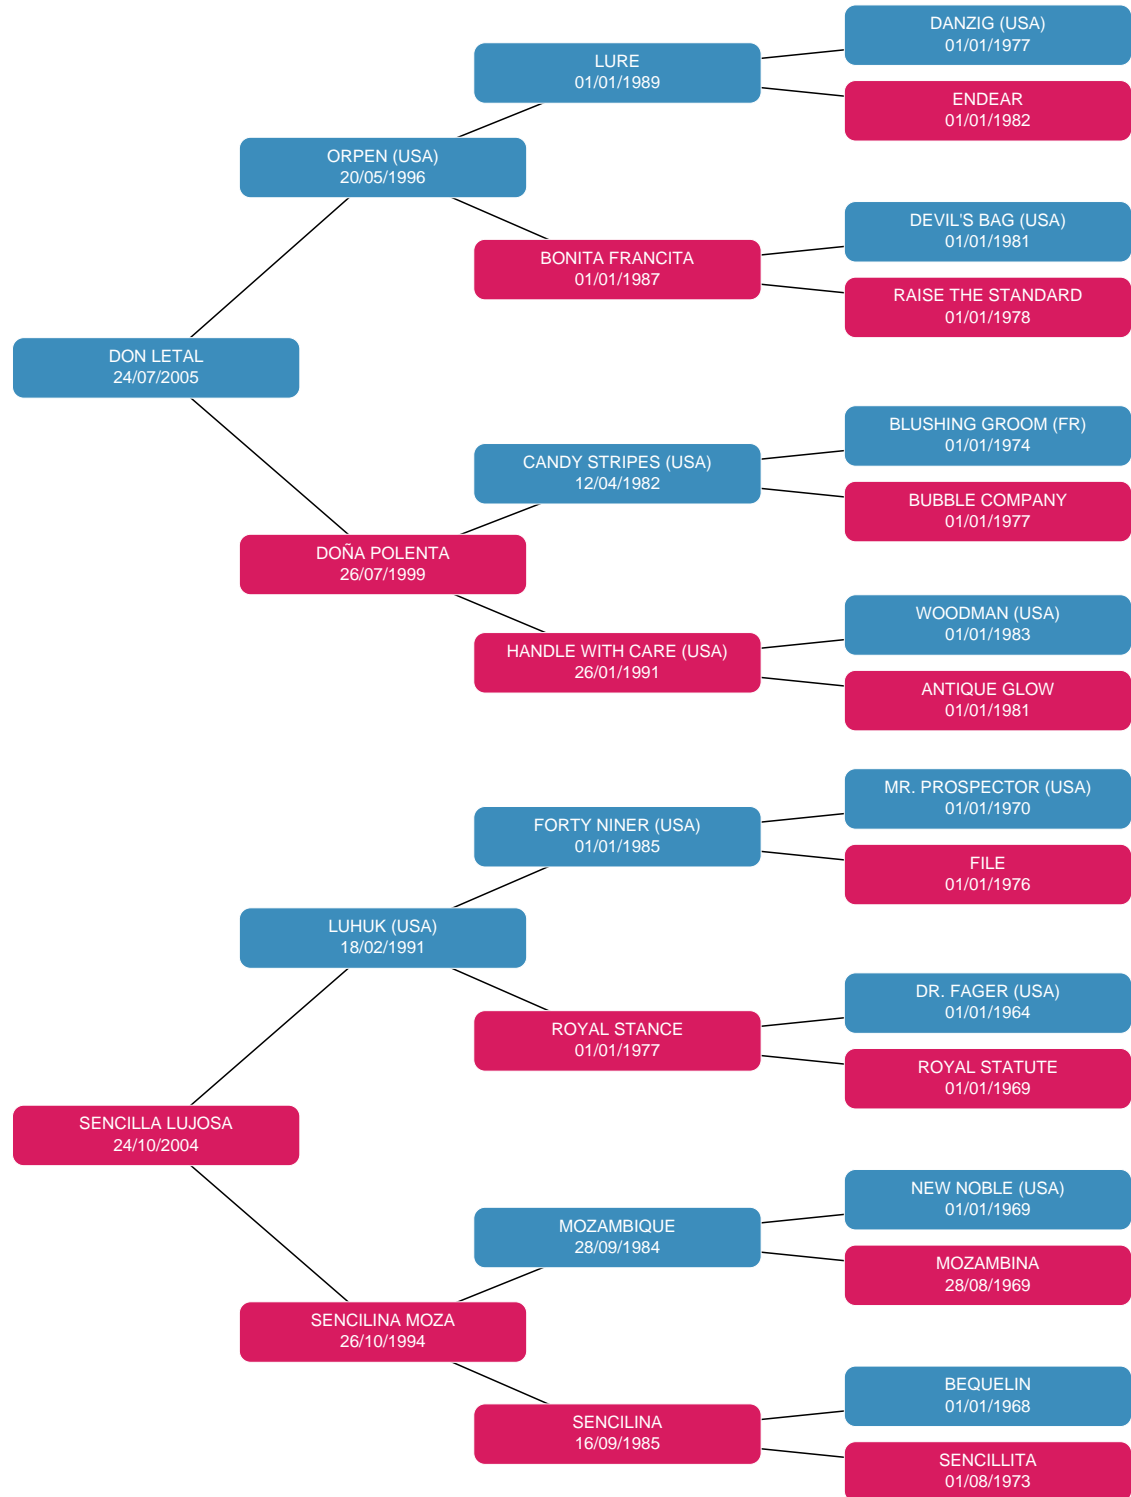 DANZIG (USA)
01/01/1977
LURE
01/01/1989
ENDEAR
01/01/1982
ORPEN (USA)
20/05/1996
DEVIL'S BAG (USA)
01/01/1981
BONITA FRANCITA
01/01/1987
RAISE THE STANDARD
01/01/1978
DON LETAL
24/07/2005
BLUSHING GROOM (FR)
01/01/1974
CANDY STRIPES (USA)
12/04/1982
BUBBLE COMPANY
01/01/1977
DOÑA POLENTA
26/07/1999
WOODMAN (USA)
01/01/1983
HANDLE WITH CARE (USA)
26/01/1991
ANTIQUE GLOW
01/01/1981
MR. PROSPECTOR (USA)
01/01/1970
FORTY NINER (USA)
01/01/1985
FILE
01/01/1976
LUHUK (USA)
18/02/1991
DR. FAGER (USA)
01/01/1964
ROYAL STANCE
01/01/1977
ROYAL STATUTE
01/01/1969
SENCILLA LUJOSA
24/10/2004
NEW NOBLE (USA)
01/01/1969
MOZAMBIQUE
28/09/1984
MOZAMBINA
28/08/1969
SENCILINA MOZA
26/10/1994
BEQUELIN
01/01/1968
SENCILINA
16/09/1985
SENCILLITA
01/08/1973